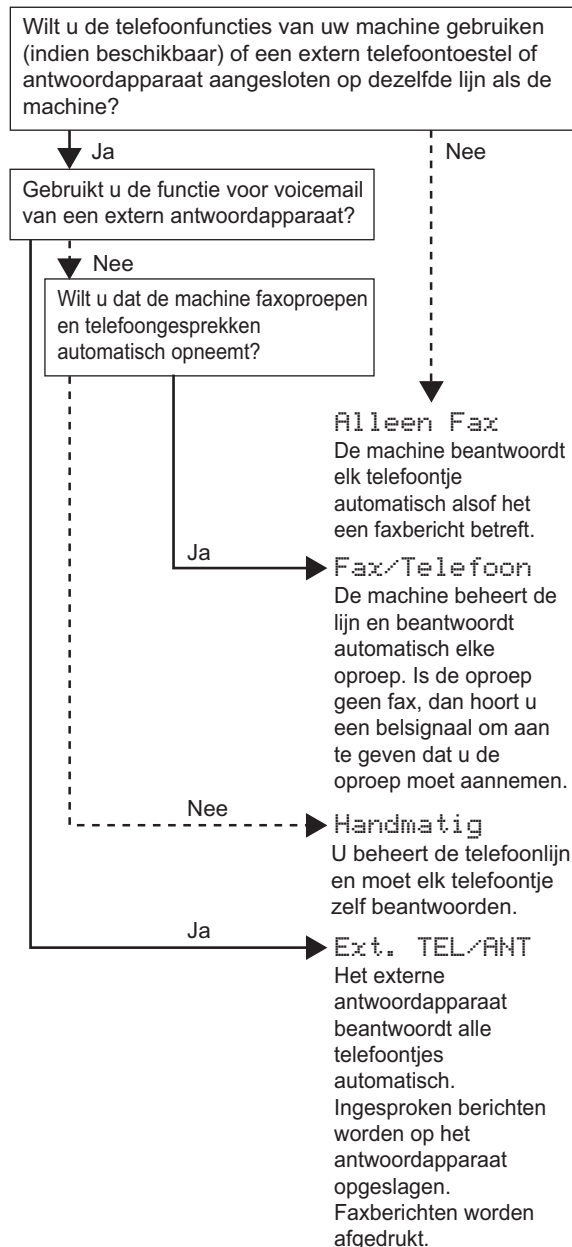 Wilt u de telefoonfuncties van uw machine gebruiken
(indien beschikbaar) of een extern telefoontoestel of
antwoordapparaat aangesloten op dezelfde lijn als de
machine?
Ja
Nee
Gebruikt u de functie voor voicemail
van een extern antwoordapparaat?
Nee
Wilt u dat de machine faxoproepen
en telefoongesprekken
automatisch opneemt?
Alleen Fax
De machine beantwoordt
elk telefoontje
automatisch alsof het
een faxbericht betreft.
Ja
Fax/Telefoon
De machine beheert de
lijn en beantwoordt
automatisch elke
oproep. Is de oproep
geen fax, dan hoort u
een belsignaal om aan
te geven dat u de
oproep moet aannemen.
Nee
Handmatig
U beheert de telefoonlijn
en moet elk telefoontje
zelf beantwoorden.
Ja
Ext. TEL/ANT
Het externe
antwoordapparaat
beantwoordt alle
telefoontjes
automatisch.
Ingesproken berichten
worden op het
antwoordapparaat
opgeslagen.
Faxberichten worden
afgedrukt.